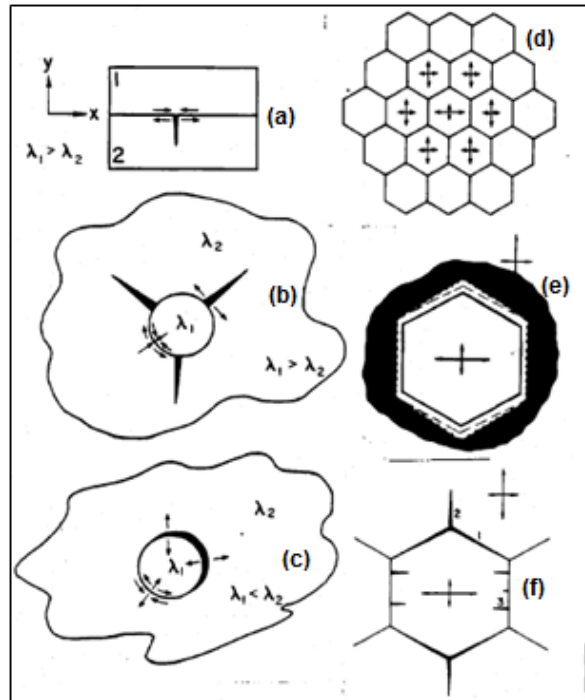 y
x
1
2
λ₁ > λ₂
(a)
λ₂
λ₁
(b)
λ₁ > λ₂
λ₂
λ₁
(c)
λ₁ < λ₂
(d)
(e)
2
1
3
(f)